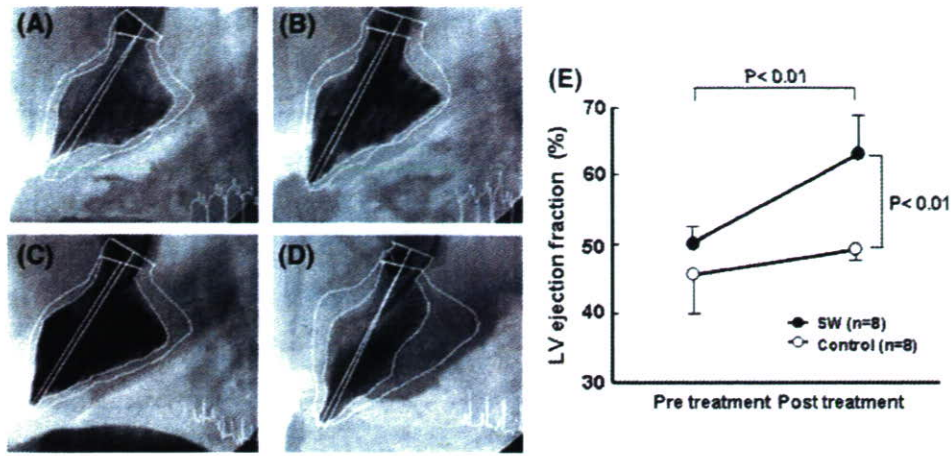 (A)
(B)
(C)
(D)
(E)
P< 0.01
LV ejection fraction (%)
70
60
50
40
30
P< 0.01
SW (n=8)
Control (n=8)
Pre treatment Post treatment